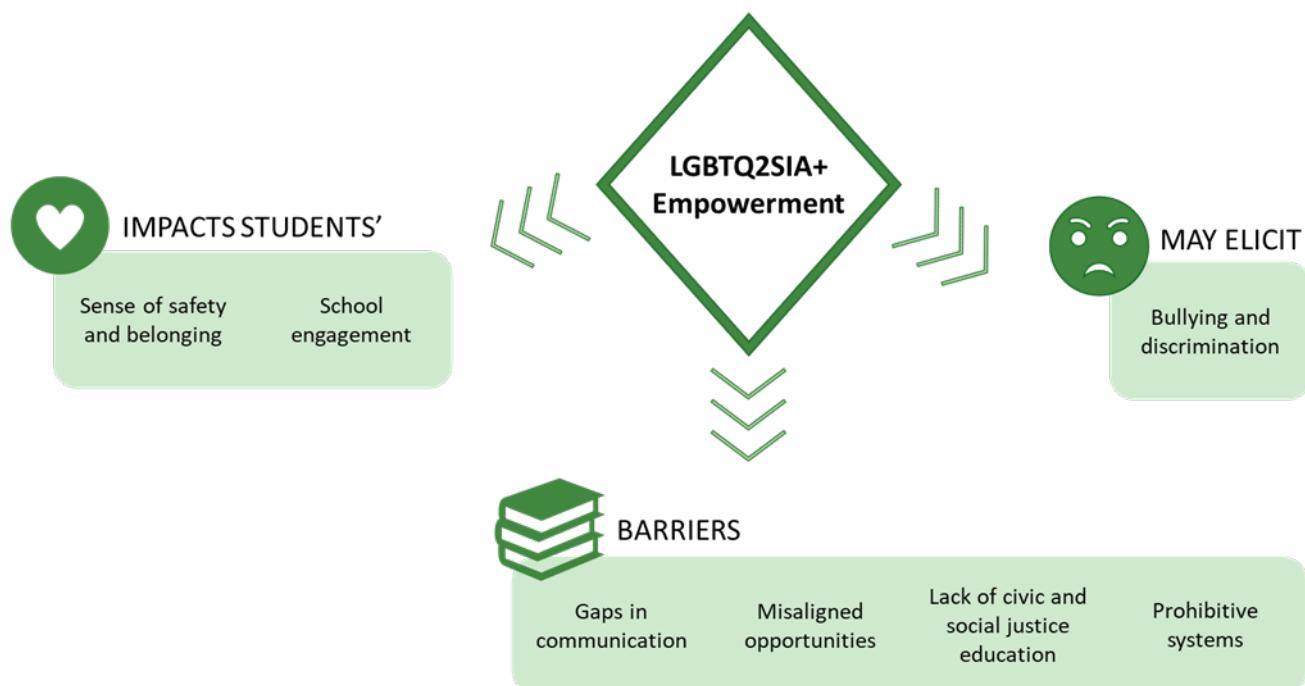 LGBTQ2SIA+
Empowerment
IMPACTS STUDENTS'
Sense of safety
and belonging
School
engagement
MAY ELICIT
Bullying and
discrimination
BARRIERS
Gaps in
communication
Misaligned
opportunities
Lack of civic and
social justice
education
Prohibitive
systems